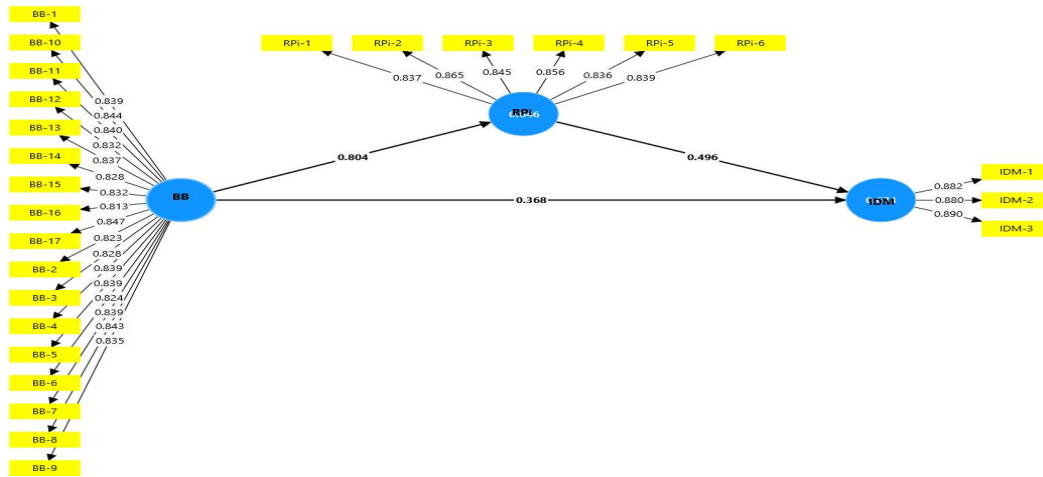 BB-1
BB-10
BB-11
BB-12
BB-13
BB-14
BB-15
BB-16
BB-17
BB-2
BB-3
BB-4
BB-5
BB-6
BB-7
BB-8
BB-9
0.839
0.844
0.840
0.832
0.837
0.828
0.832
0.813
0.847
0.823
0.828
0.839
0.839
0.824
0.839
0.843
0.835
BB
RPi-1
RPi-2
RPi-3
RPi-4
RPi-5
RPi-6
0.837
0.865
0.845
0.856
0.836
0.839
RPi
0.804
0.496
0.368
IDM
0.882
0.880
0.890
IDM-1
IDM-2
IDM-3